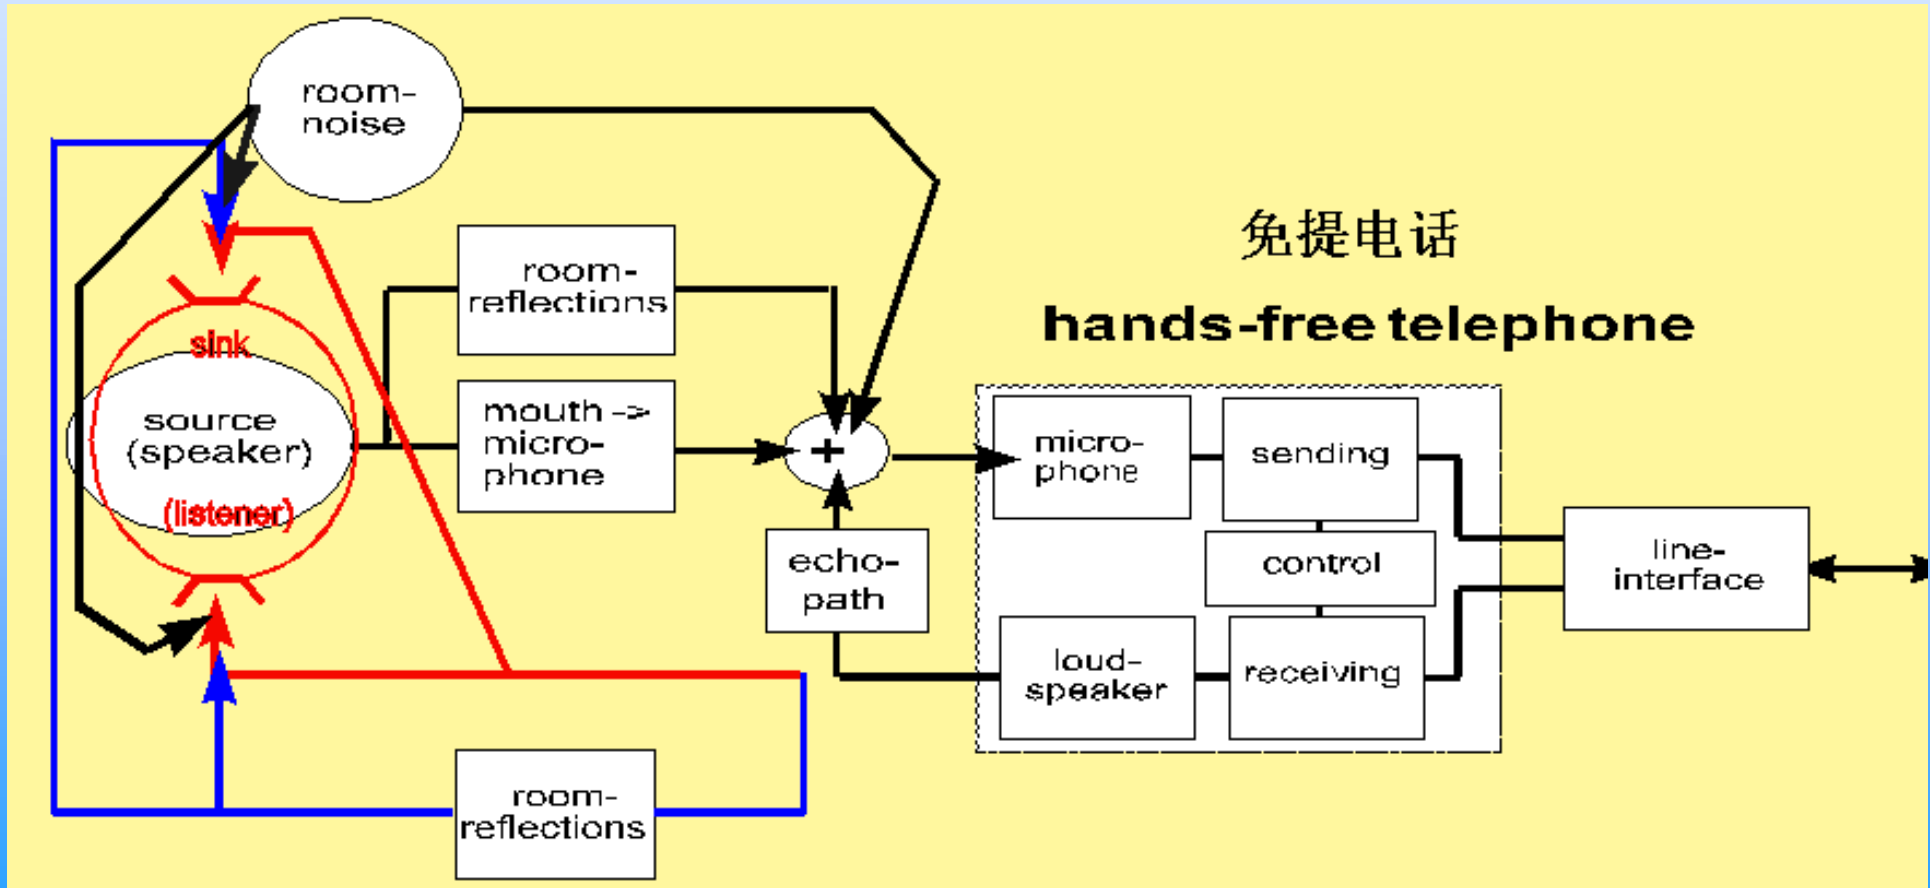 room-
noise
免提电话
hands-free telephone
room-
reflections
sink
source
(speaker)
(listener)
mouth ->
micro-
phone
+
echo-
path
micro-
phone
sending
control
loud-
speaker
receiving
line-
interface
room-
reflections